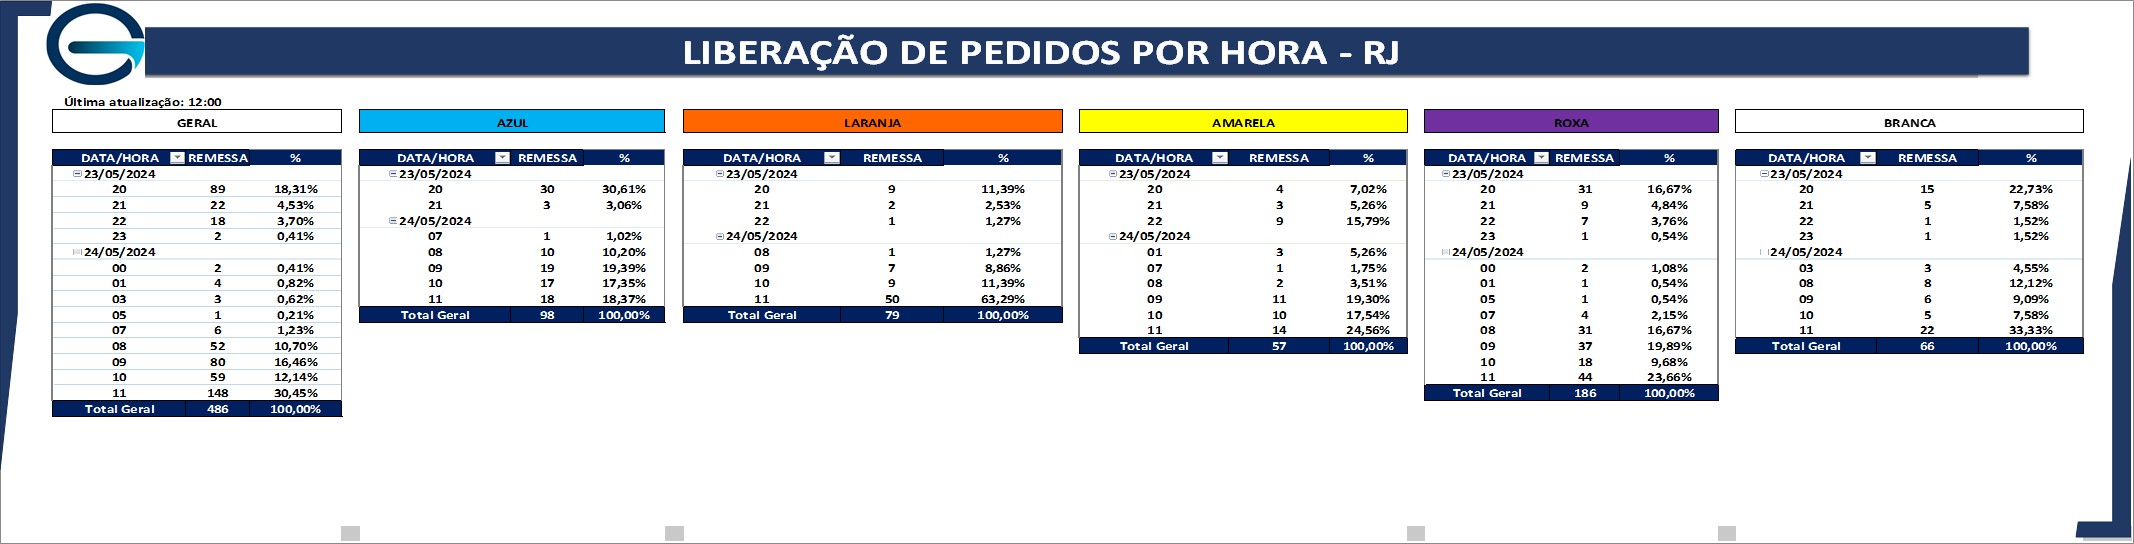 LIBERAÇÃO DE PEDIDOS POR HORA - RJ
Última atualização: 12:00
GERAL
DATA/HORA REMESSA %
23/05/2024
20 89 18,31%
21 22 4,53%
22 18 3,70%
23 2 0,41%
24/05/2024
00 2 0,41%
01 4 0,82%
03 3 0,62%
05 1 0,21%
07 6 1,23%
08 52 10,70%
09 80 16,46%
10 59 12,14%
11 148 30,45%
Total Geral 486 100,00%
AZUL
DATA/HORA REMESSA %
23/05/2024
20 30 30,61%
21 3 3,06%
24/05/2024
07 1 1,02%
08 10 10,20%
09 19 19,39%
10 17 17,35%
11 18 18,37%
Total Geral 98 100,00%
LARANJA
DATA/HORA REMESSA %
23/05/2024
20 9 11,39%
21 2 2,53%
22 1 1,27%
24/05/2024
08 1 1,27%
09 7 8,86%
10 9 11,39%
11 50 63,29%
Total Geral 79 100,00%
AMARELA
DATA/HORA REMESSA %
23/05/2024
20 4 7,02%
21 3 5,26%
22 9 15,79%
24/05/2024
01 3 5,26%
07 1 1,75%
08 2 3,51%
09 11 19,30%
10 10 17,54%
11 14 24,56%
Total Geral 57 100,00%
ROXA
DATA/HORA REMESSA %
23/05/2024
20 31 16,67%
21 9 4,84%
22 7 3,76%
23 1 0,54%
24/05/2024
00 2 1,08%
01 1 0,54%
05 1 0,54%
07 4 2,15%
08 31 16,67%
09 37 19,89%
10 18 9,68%
11 44 23,66%
Total Geral 186 100,00%
BRANCA
DATA/HORA REMESSA %
23/05/2024
20 15 22,73%
21 5 7,58%
22 1 1,52%
23 1 1,52%
24/05/2024
03 3 4,55%
08 8 12,12%
09 6 9,09%
10 5 7,58%
11 22 33,33%
Total Geral 66 100,00%